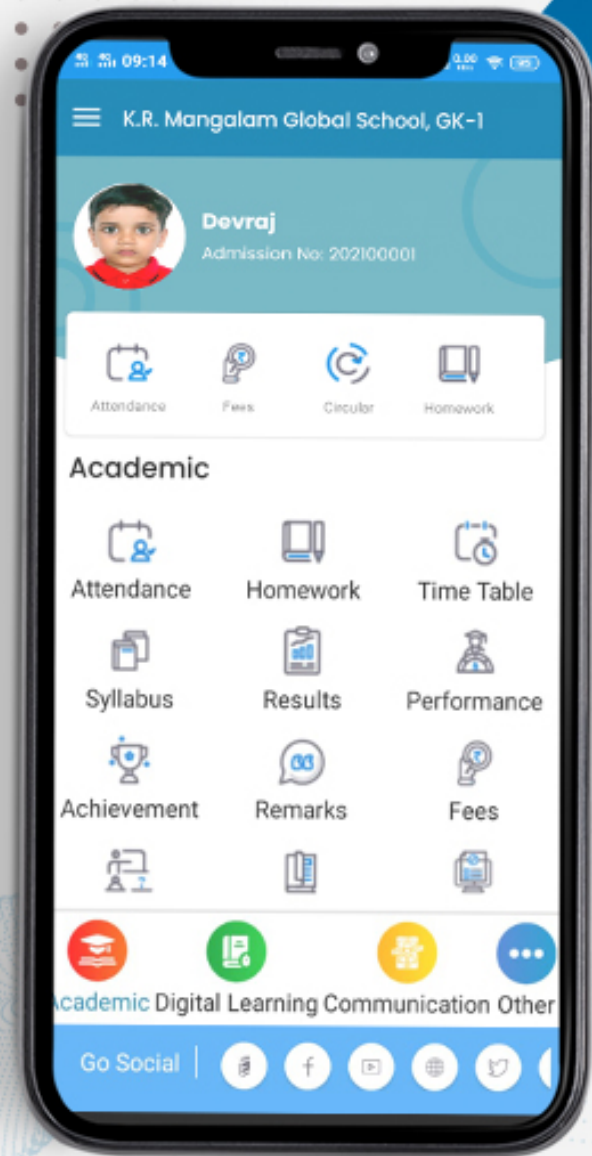 09:14
K.R. Mangalam Global School, GK-1
Devraj
Admission No: 202100001
Attendance Fees Circular Homework
Academic
Attendance Homework Time Table
Syllabus Results Performance
Achievement Remarks Fees
Academic Digital Learning Communication Other
Go Social